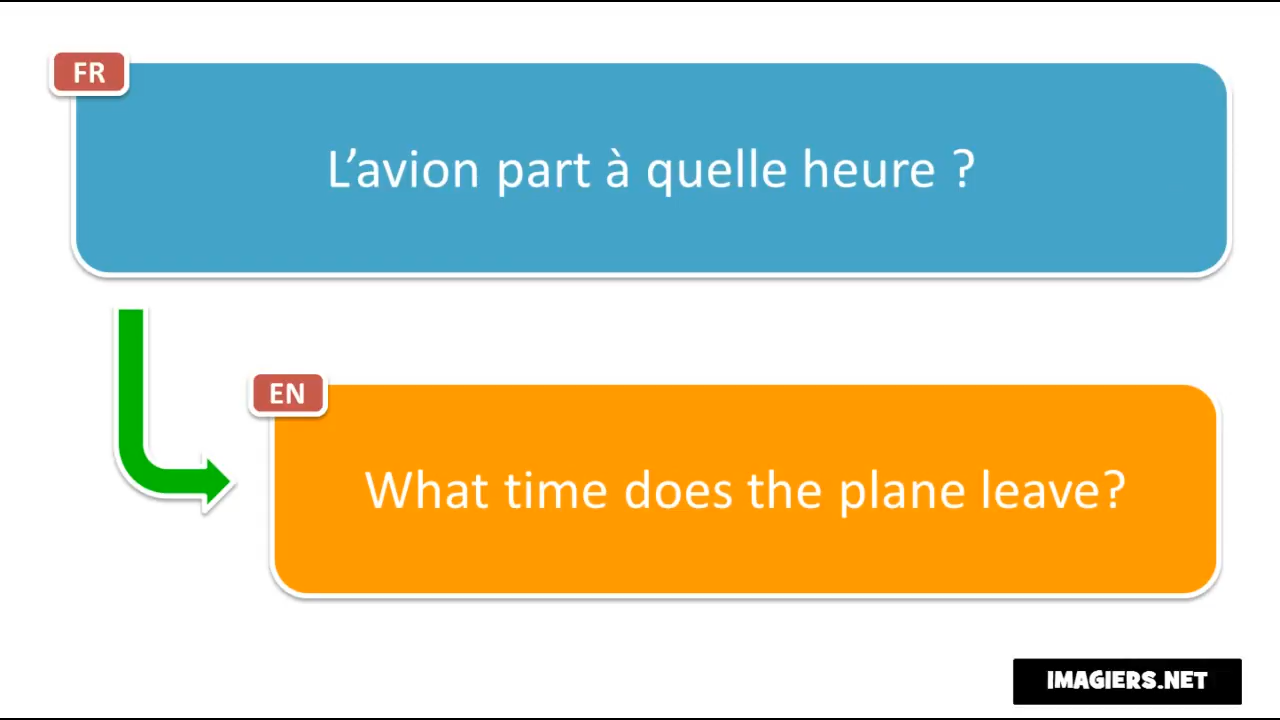 FR
L’avion part à quelle heure ?
EN
What time does the plane leave?
IMAGIERS.NET